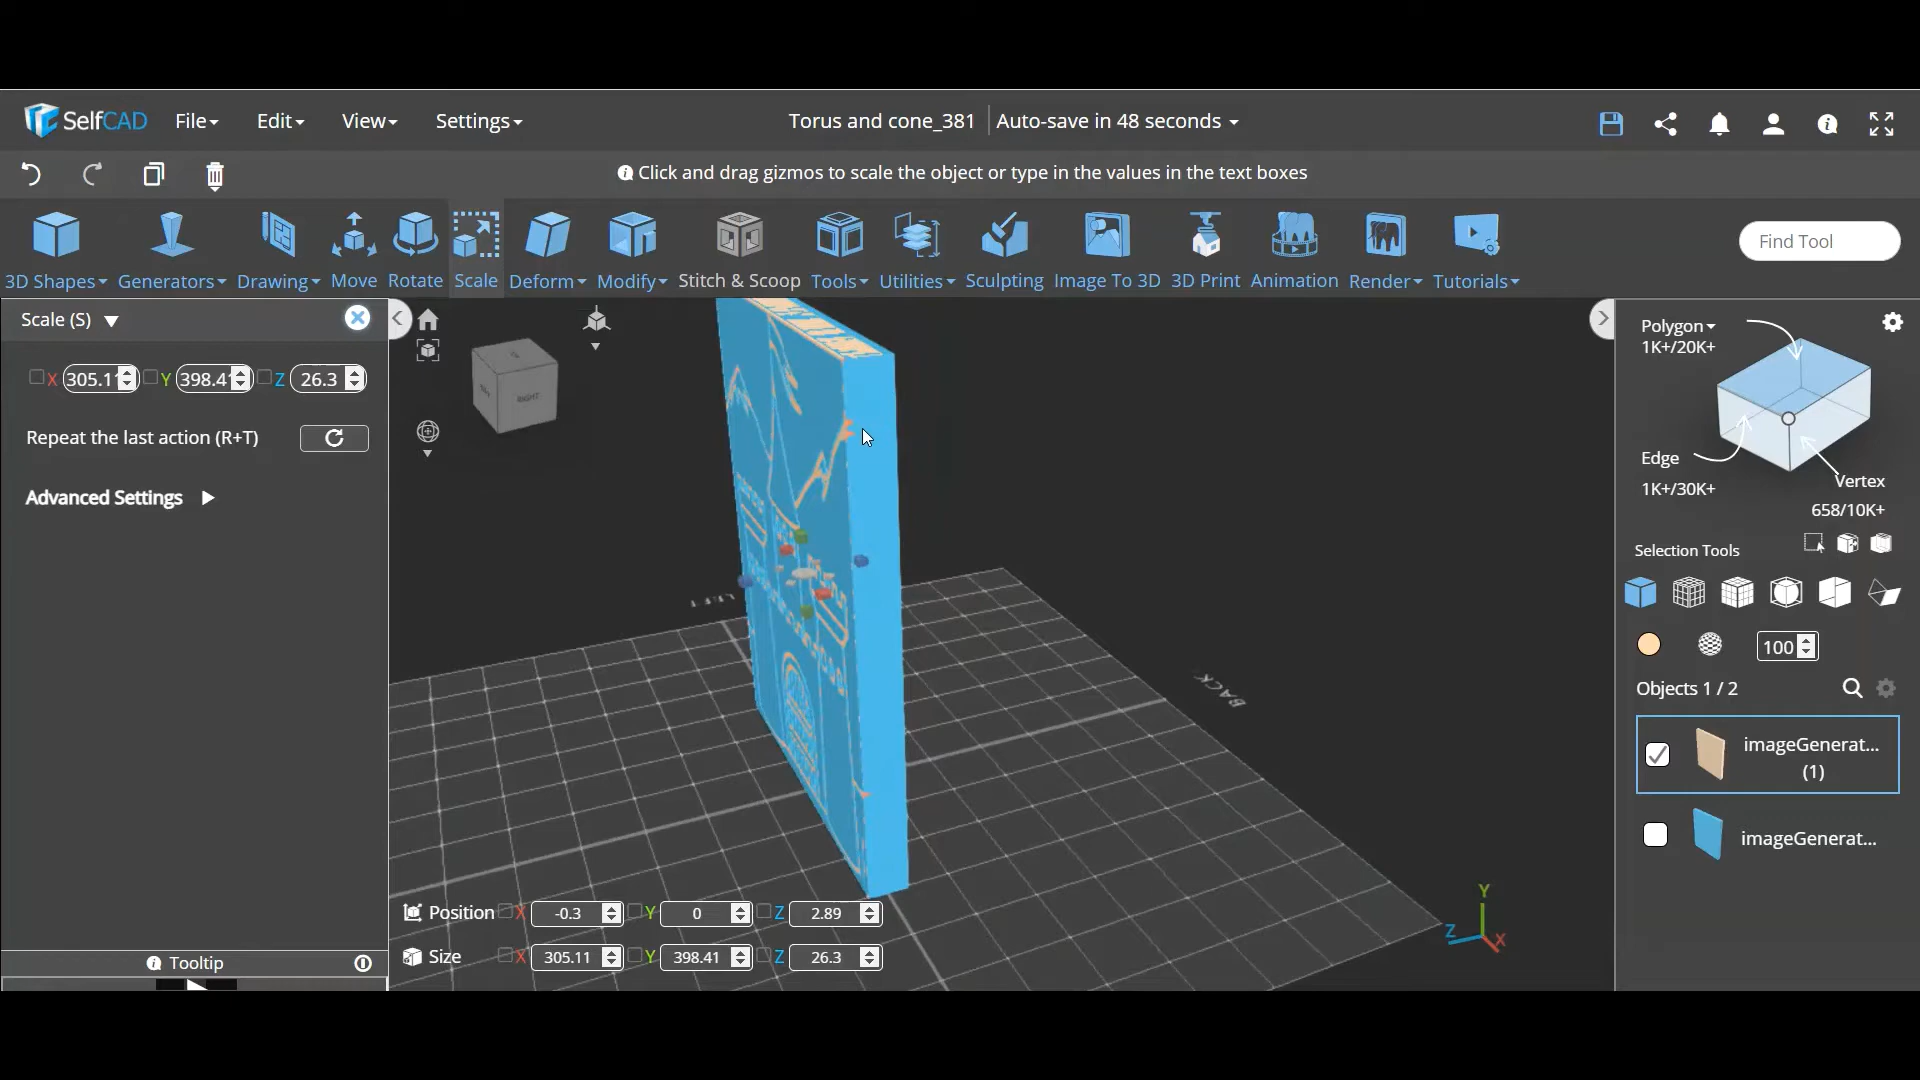 SelfCAD File Edit View Settings Torus and cone_381 Auto-save in 48 seconds
Click and drag gizmos to scale the object or type in the values in the text boxes
3D Shapes Generators Drawing Move Rotate Scale Deform Modify Stitch & Scoop Tools Utilities Sculpting Image To 3D 3D Print Animation Render Tutorials
Find Tool
Scale (S)
X 305.1 Y 398.4 Z 26.3
Repeat the last action (R+T)
Advanced Settings
Tooltip
RIGHT
LEFT
BACK
Position X -0.3 Y 0 Z 2.89
Size X 305.11 Y 398.41 Z 26.3
Y
Z X
Polygon
1K+/20K+
Edge
1K+/30K+
Vertex
658/10K+
Selection Tools
100
Objects 1 / 2
imageGenerat...
(1)
imageGenerat...